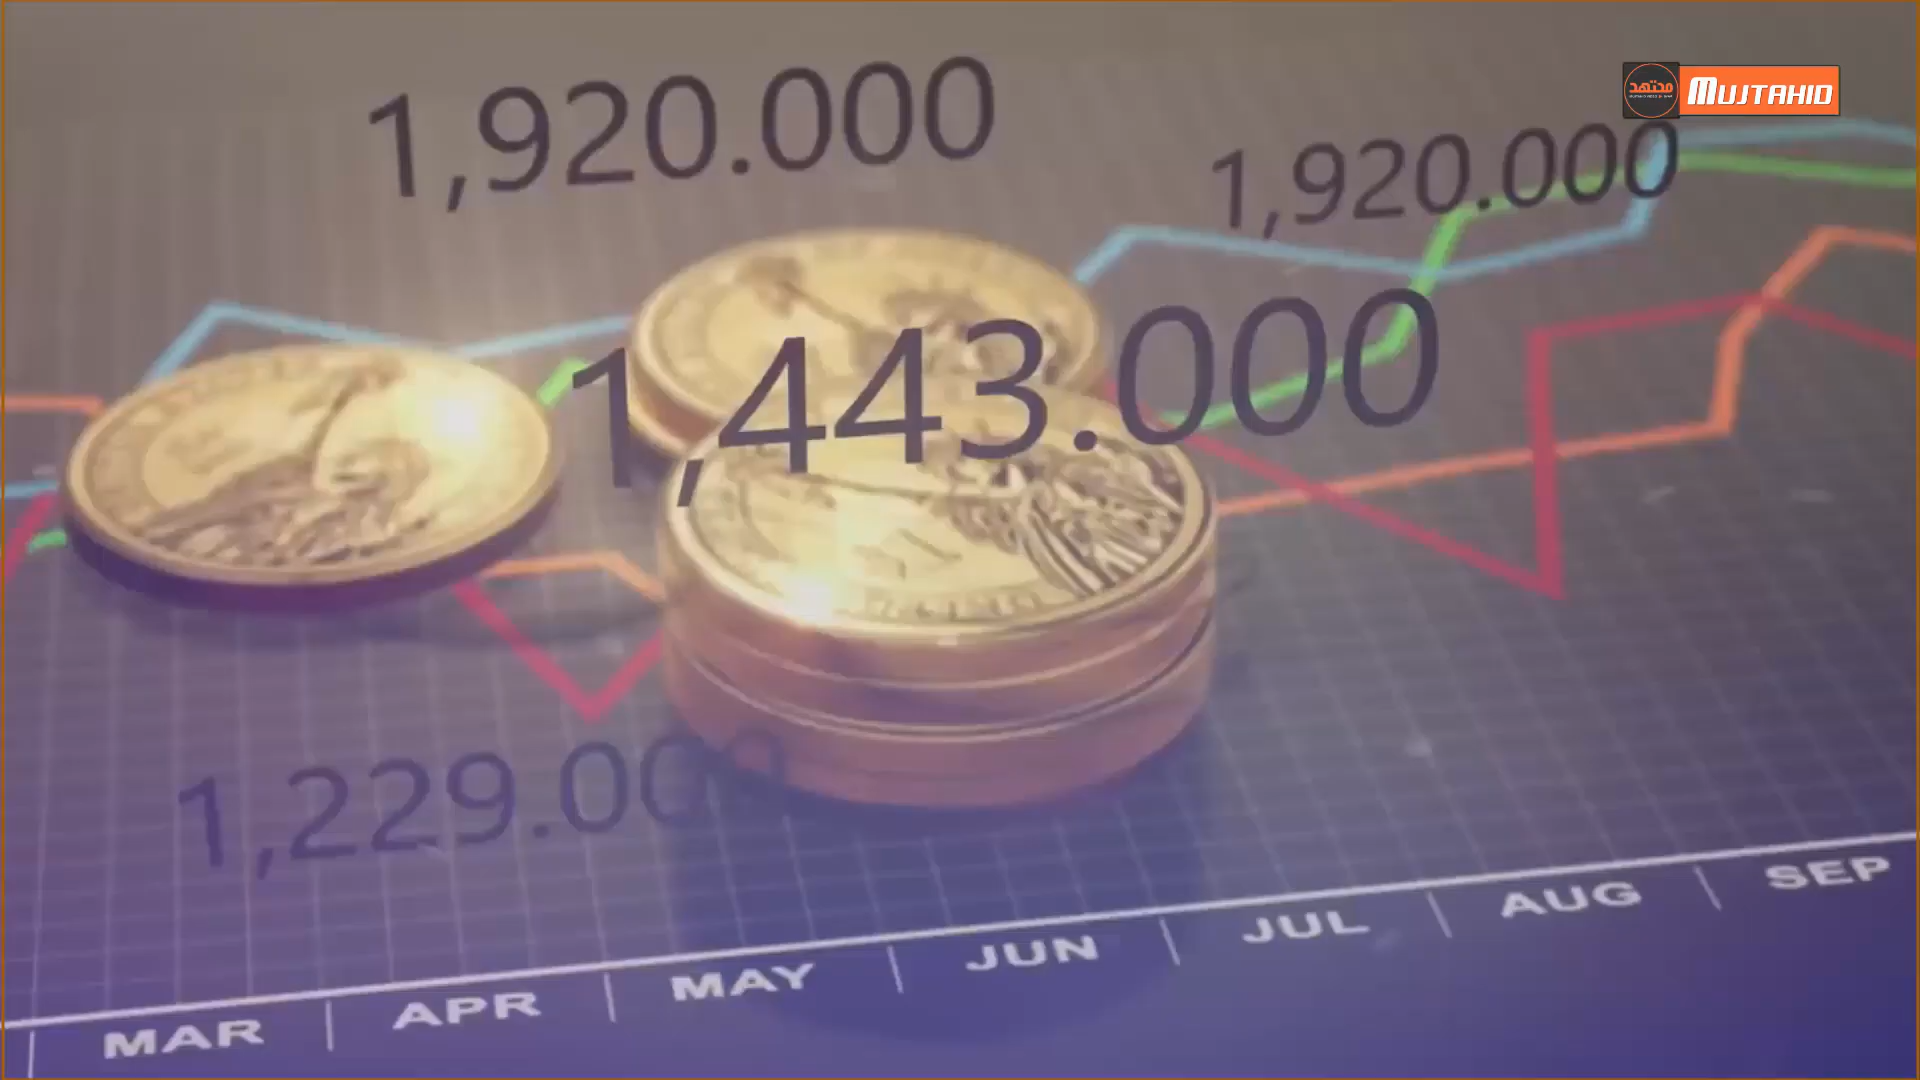 1,920.000
محتهد
MUJTAHID
1,920.000
1,443.000
1,229.000
MAR
APR
MAY
JUN
JUL
AUG
SEP